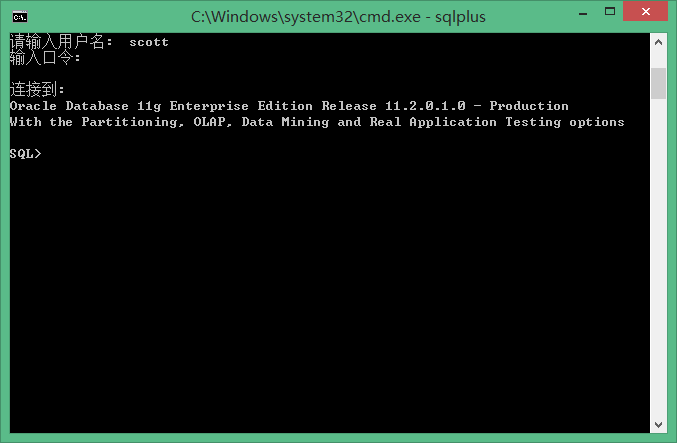 C:\Windows\system32\cmd.exe - sqlplus
请输入用户名:  scott
输入口令:
连接到:
Oracle Database 11g Enterprise Edition Release 11.2.0.1.0 - Production
With the Partitioning, OLAP, Data Mining and Real Application Testing options
SQL>